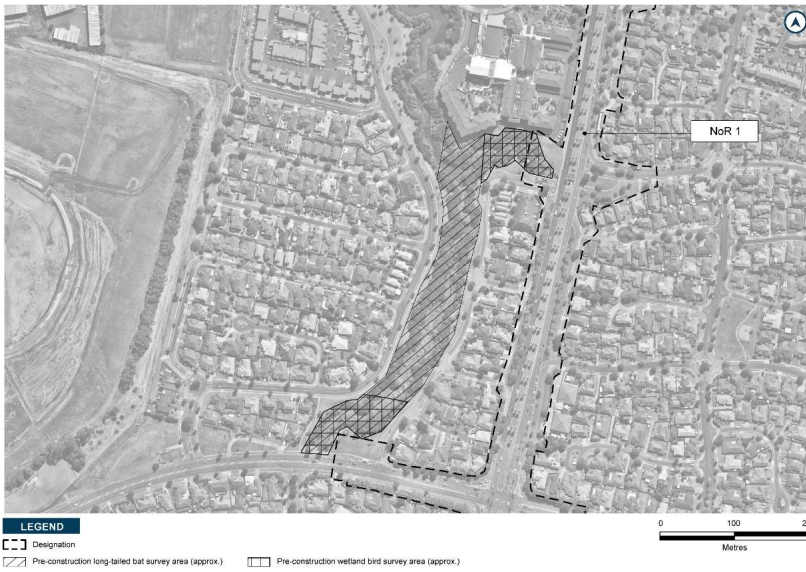 NoR 1
LEGEND
Designation
Pre-construction long-tailed bat survey area (approx.)
Pre-construction wetland bird survey area (approx.)
0 100
Metres